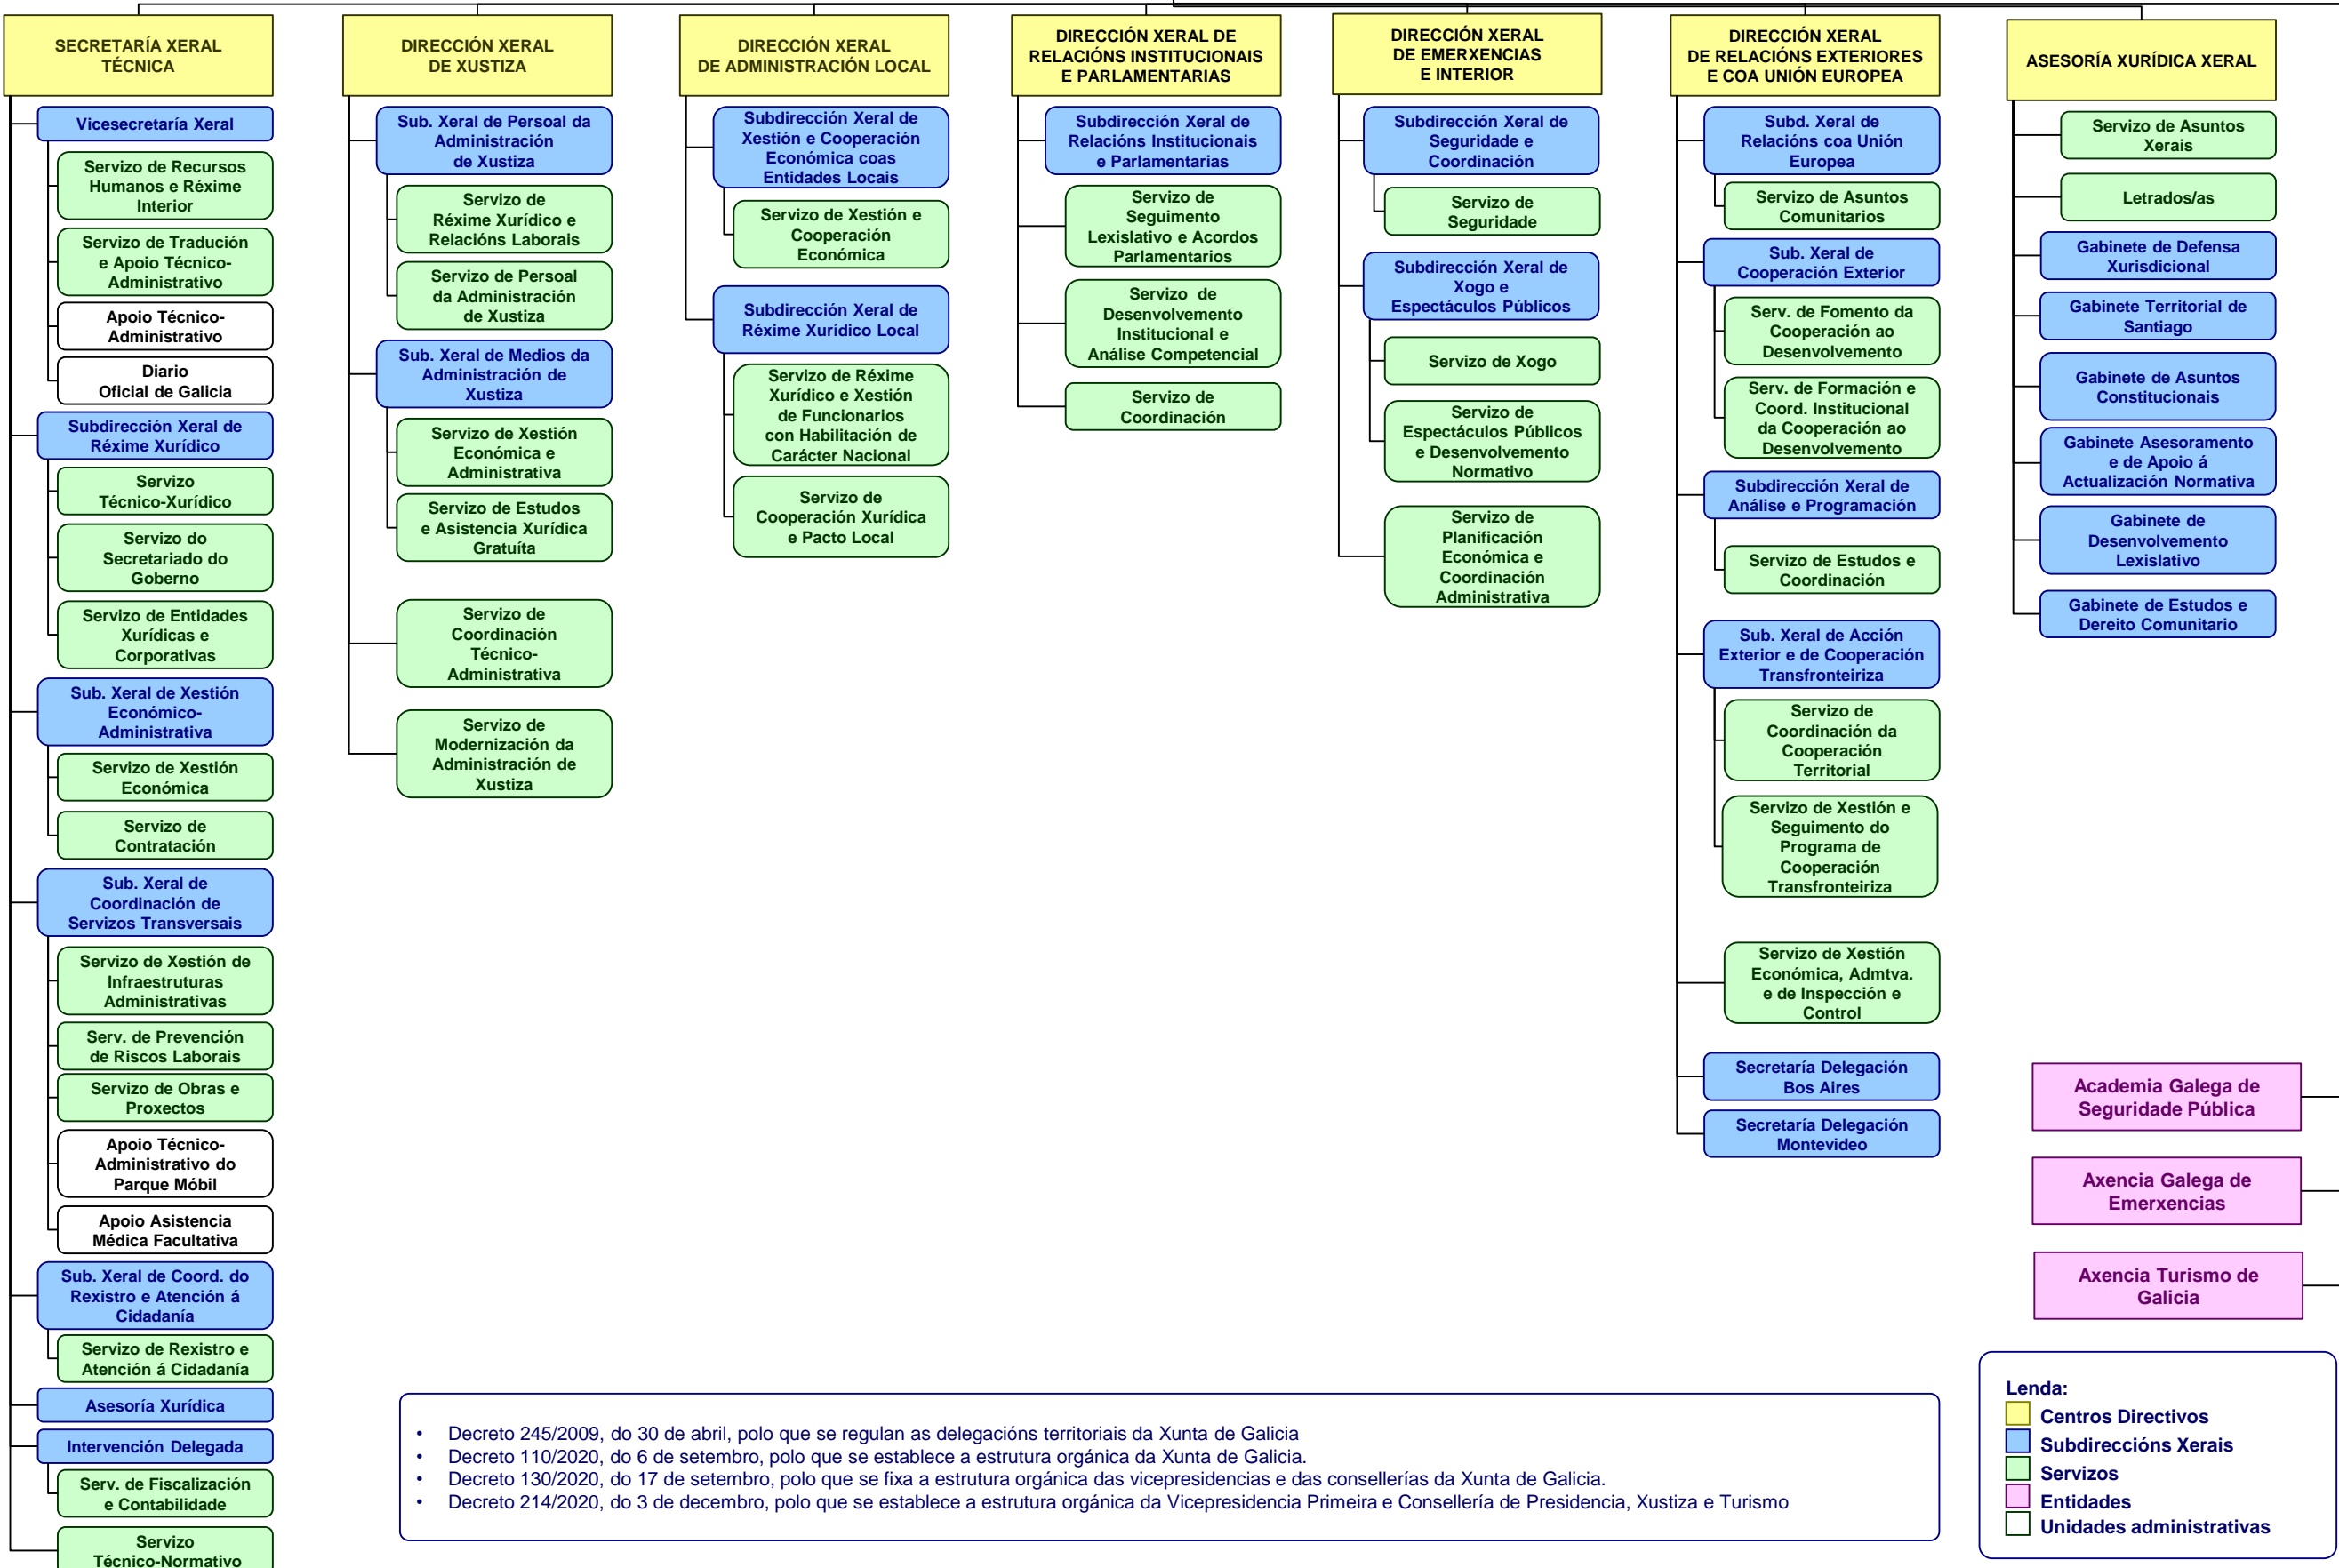 SECRETARÍA XERAL
TÉCNICA
Vicesecretaría Xeral
Servizo de Recursos
Humanos e Réxime
Interior
Servizo de Tradución
e Apoio Técnico-
Administrativo
Apoio Técnico-
Administrativo
Diario
Oficial de Galicia
Subdirección Xeral de
Réxime Xurídico
Servizo
Técnico-Xurídico
Servizo do
Secretariado do
Goberno
Servizo de Entidades
Xurídicas e
Corporativas
Sub. Xeral de Xestión
Económico-
Administrativa
Servizo de Xestión
Económica
Servizo de
Contratación
Sub. Xeral de
Coordinación de
Servizos Transversais
Servizo de Xestión de
Infraestruturas
Administrativas
Serv. de Prevención
de Riscos Laborais
Servizo de Obras e
Proxectos
Apoio Técnico-
Administrativo do
Parque Móbil
Apoio Asistencia
Médica Facultativa
Sub. Xeral de Coord. do
Rexistro e Atención á
Cidadanía
Servizo de Rexistro e
Atención á Cidadanía
Asesoría Xurídica
Intervención Delegada
Serv. de Fiscalización
e Contabilidade
Servizo
Técnico-Normativo
DIRECCIÓN XERAL
DE XUSTIZA
Sub. Xeral de Persoal da
Administración
de Xustiza
Servizo de
Réxime Xurídico e
Relacións Laborais
Servizo de Persoal
da Administración
de Xustiza
Sub. Xeral de Medios da
Administración de
Xustiza
Servizo de Xestión
Económica e
Administrativa
Servizo de Estudos
e Asistencia Xurídica
Gratuíta
Servizo de
Coordinación
Técnico-
Administrativa
Servizo de
Modernización da
Administración de
Xustiza
DIRECCIÓN XERAL
DE ADMINISTRACIÓN LOCAL
Subdirección Xeral de
Xestión e Cooperación
Económica coas
Entidades Locais
Servizo de Xestión e
Cooperación
Económica
Subdirección Xeral de
Réxime Xurídico Local
Servizo de Réxime
Xurídico e Xestión
de Funcionarios
con Habilitación de
Carácter Nacional
Servizo de
Cooperación Xurídica
e Pacto Local
DIRECCIÓN XERAL DE
RELACIÓNS INSTITUCIONAIS
E PARLAMENTARIAS
Subdirección Xeral de
Relacións Institucionais
e Parlamentarias
Servizo de
Seguimento
Lexislativo e Acordos
Parlamentarios
Servizo de
Desenvolvemento
Institucional e
Análise Competencial
Servizo de
Coordinación
DIRECCIÓN XERAL
DE EMERXENCIAS
E INTERIOR
Subdirección Xeral de
Seguridade e
Coordinación
Servizo de
Seguridade
Subdirección Xeral de
Xogo e
Espectáculos Públicos
Servizo de Xogo
Servizo de
Espectáculos Públicos
e Desenvolvemento
Normativo
Servizo de
Planificación
Económica e
Coordinación
Administrativa
DIRECCIÓN XERAL
DE RELACIÓNS EXTERIORES
E COA UNIÓN EUROPEA
Subd. Xeral de
Relacións coa Unión
Europea
Servizo de Asuntos
Comunitarios
Sub. Xeral de
Cooperación Exterior
Serv. de Fomento da
Cooperación ao
Desenvolvemento
Serv. de Formación e
Coord. Institucional
da Cooperación ao
Desenvolvemento
Subdirección Xeral de
Análise e Programación
Servizo de Estudos e
Coordinación
Sub. Xeral de Acción
Exterior e de Cooperación
Transfronteiriza
Servizo de
Coordinación da
Cooperación
Territorial
Servizo de Xestión e
Seguimento do
Programa de
Cooperación
Transfronteiriza
Servizo de Xestión
Económica, Admtva.
e de Inspección e
Control
Secretaría Delegación
Bos Aires
Secretaría Delegación
Montevideo
ASESORÍA XURÍDICA XERAL
Servizo de Asuntos
Xerais
Letrados/as
Gabinete de Defensa
Xurisdicional
Gabinete Territorial de
Santiago
Gabinete de Asuntos
Constitucionais
Gabinete Asesoramento
e de Apoio á
Actualización Normativa
Gabinete de
Desenvolvemento
Lexislativo
Gabinete de Estudos e
Dereito Comunitario
Academia Galega de
Seguridade Pública
Axencia Galega de
Emerxencias
Axencia Turismo de
Galicia
• Decreto 245/2009, do 30 de abril, polo que se regulan as delegacións territoriais da Xunta de Galicia
• Decreto 110/2020, do 6 de setembro, polo que se establece a estrutura orgánica da Xunta de Galicia.
• Decreto 130/2020, do 17 de setembro, polo que se fixa a estrutura orgánica das vicepresidencias e das consellerías da Xunta de Galicia.
• Decreto 214/2020, do 3 de decembro, polo que se establece a estrutura orgánica da Vicepresidencia Primeira e Consellería de Presidencia, Xustiza e Turismo
Lenda:
Centros Directivos
Subdireccións Xerais
Servizos
Entidades
Unidades administrativas